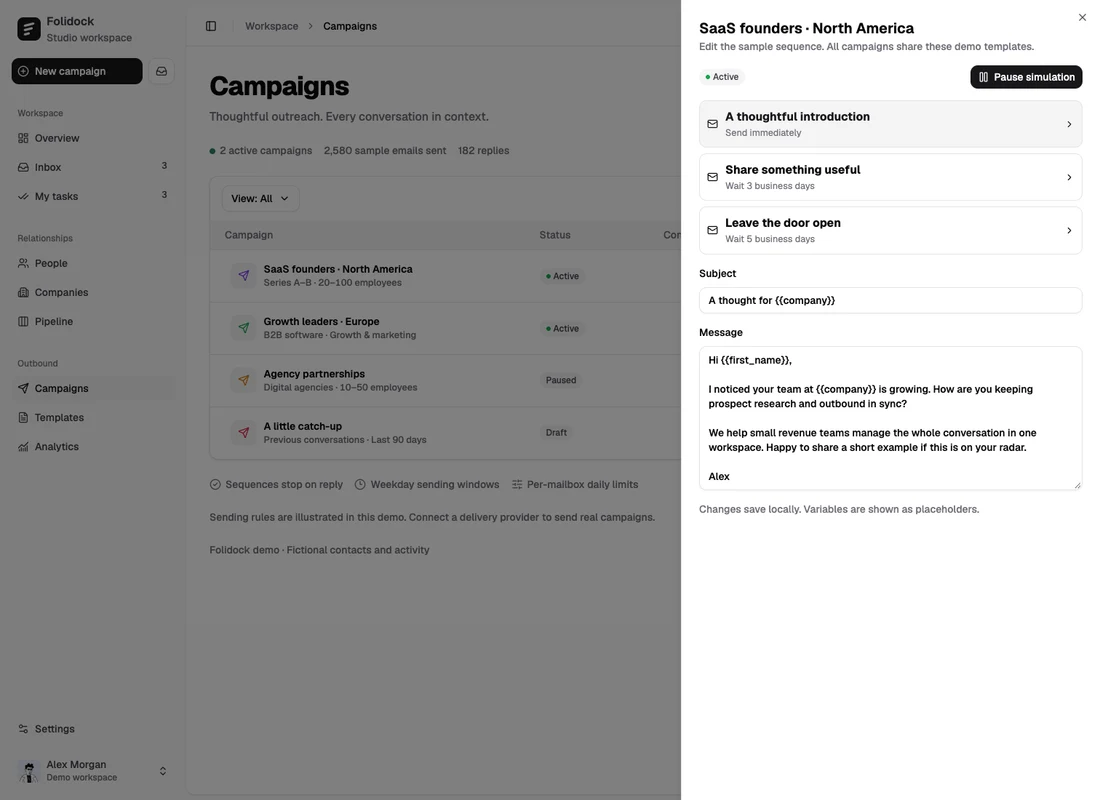 Folidock
Studio workspace
New campaign
Workspace
Overview
Inbox 3
My tasks 3
Relationships
People
Companies
Pipeline
Outbound
Campaigns
Templates
Analytics
Settings
Alex Morgan
Demo workspace
Workspace > Campaigns
Campaigns
Thoughtful outreach. Every conversation in context.
2 active campaigns 2,580 sample emails sent 182 replies
View: All
Campaign Status Con
SaaS founders · North America
Series A–B · 20–100 employees
Active
Growth leaders · Europe
B2B software · Growth & marketing
Active
Agency partnerships
Digital agencies · 10–50 employees
Paused
A little catch-up
Previous conversations · Last 90 days
Draft
Sequences stop on reply Weekday sending windows Per-mailbox daily limits
Sending rules are illustrated in this demo. Connect a delivery provider to send real campaigns.
Folidock demo · Fictional contacts and activity
SaaS founders · North America
Edit the sample sequence. All campaigns share these demo templates.
Active
Pause simulation
A thoughtful introduction
Send immediately
Share something useful
Wait 3 business days
Leave the door open
Wait 5 business days
Subject
A thought for {{company}}
Message
Hi {{first_name}},
I noticed your team at {{company}} is growing. How are you keeping
prospect research and outbound in sync?
We help small revenue teams manage the whole conversation in one
workspace. Happy to share a short example if this is on your radar.
Alex
Changes save locally. Variables are shown as placeholders.